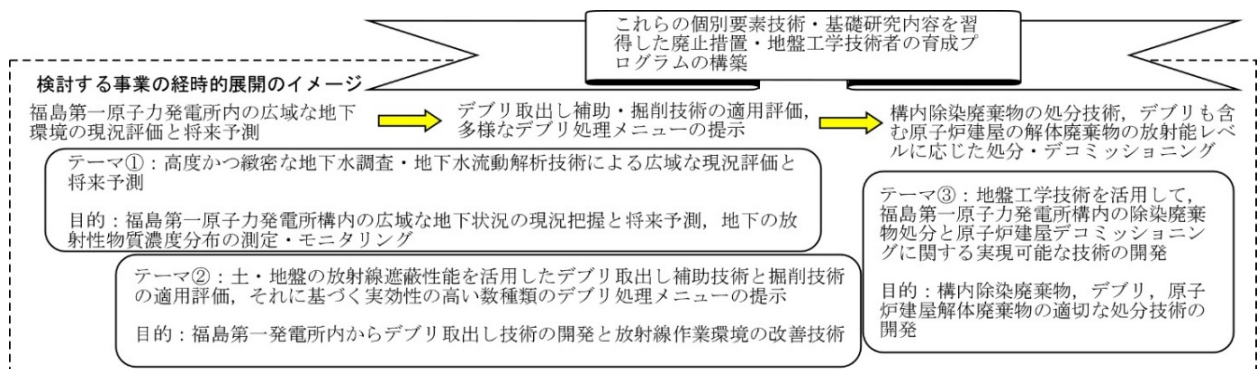 これらの個別要素技術・基礎研究内容を習
得した廃止措置・地盤工学技術者の育成プ
ログラムの構築
検討する事業の経時的展開のイメージ
福島第一原子力発電所内の広域な地下
環境の現況評価と将来予測
デブリ取出し補助・掘削技術の適用評価，
多様なデブリ処理メニューの提示
構内除染廃棄物の処分技術，デブリも含
む原子炉建屋の解体廃棄物の放射能レベ
ルに応じた処分・デコミッショニング
テーマ①：高度かつ緻密な地下水調査・地下水流動解析技術による広域な現況評価と
将来予測
目的：福島第一原子力発電所構内の広域な地下状況の現況把握と将来予測，地下の放
射性物質濃度分布の測定・モニタリング
テーマ②：土・地盤の放射線遮蔽性能を活用したデブリ取出し補助技術と掘削技術
の適用評価，それに基づく実効性の高い数種類のデブリ処理メニューの提示
目的：福島第一発電所内からデブリ取出し技術の開発と放射線作業環境の改善技術
テーマ③：地盤工学技術を活用して，
福島第一原子力発電所構内の除染廃棄
物処分と原子炉建屋デコミッショニン
グに関する実現可能な技術の開発
目的：構内除染廃棄物，デブリ，原子
炉建屋解体廃棄物の適切な処分技術の
開発